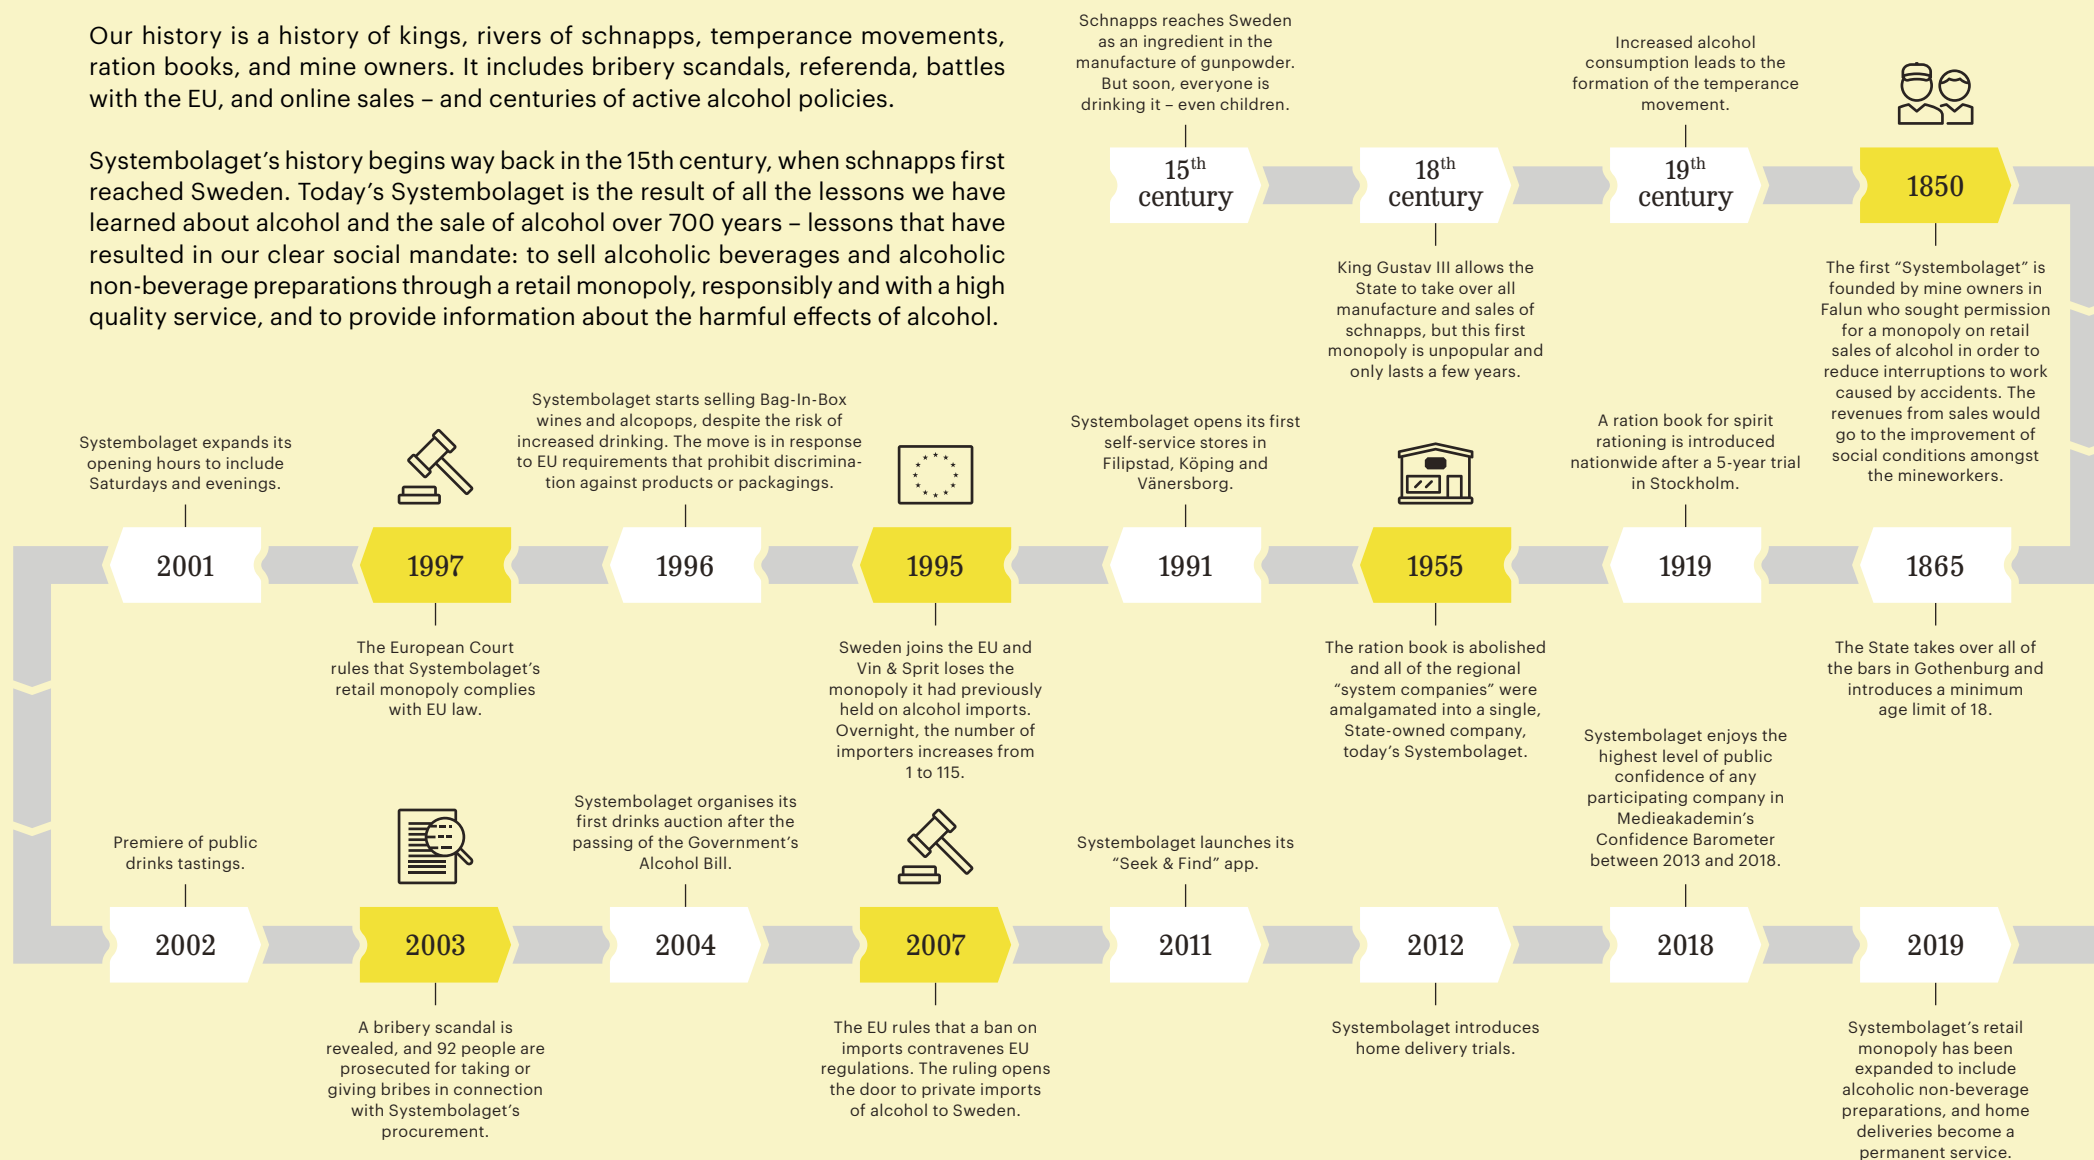 Our history is a history of kings, rivers of schnapps, temperance movements,
ration books, and mine owners. It includes bribery scandals, referenda, battles
with the EU, and online sales – and centuries of active alcohol policies.
Systembolaget's history begins way back in the 15th century, when schnapps first
reached Sweden. Today's Systembolaget is the result of all the lessons we have
learned about alcohol and the sale of alcohol over 700 years – lessons that have
resulted in our clear social mandate: to sell alcoholic beverages and alcoholic
non-beverage preparations through a retail monopoly, responsibly and with a high
quality service, and to provide information about the harmful effects of alcohol.
Schnapps reaches Sweden
as an ingredient in the
manufacture of gunpowder.
But soon, everyone is
drinking it – even children.
15th
century
18th
century
King Gustav III allows the
State to take over all
manufacture and sales of
schnapps, but this first
monopoly is unpopular and
only lasts a few years.
Increased alcohol
consumption leads to the
formation of the temperance
movement.
19th
century
1850
The first “Systembolaget” is
founded by mine owners in
Falun who sought permission
for a monopoly on retail
sales of alcohol in order to
reduce interruptions to work
caused by accidents. The
revenues from sales would
go to the improvement of
social conditions amongst
the mineworkers.
1865
The State takes over all of
the bars in Gothenburg and
introduces a minimum
age limit of 18.
A ration book for spirit
rationing is introduced
nationwide after a 5-year trial
in Stockholm.
1919
1955
The ration book is abolished
and all of the regional
“system companies” were
amalgamated into a single,
State-owned company,
today's Systembolaget.
Systembolaget opens its first
self-service stores in
Filipstad, Köping and
Vänersborg.
1991
1995
Sweden joins the EU and
Vin & Sprit loses the
monopoly it had previously
held on alcohol imports.
Overnight, the number of
importers increases from
1 to 115.
Systembolaget starts selling Bag-In-Box
wines and alcopops, despite the risk of
increased drinking. The move is in response
to EU requirements that prohibit discrimina-
tion against products or packagings.
1996
1997
The European Court
rules that Systembolaget's
retail monopoly complies
with EU law.
Systembolaget expands its
opening hours to include
Saturdays and evenings.
2001
Premiere of public
drinks tastings.
2002
2003
A bribery scandal is
revealed, and 92 people are
prosecuted for taking or
giving bribes in connection
with Systembolaget's
procurement.
Systembolaget organises its
first drinks auction after the
passing of the Government's
Alcohol Bill.
2004
2007
The EU rules that a ban on
imports contravenes EU
regulations. The ruling opens
the door to private imports
of alcohol to Sweden.
Systembolaget launches its
“Seek & Find” app.
2011
2012
Systembolaget introduces
home delivery trials.
Systembolaget enjoys the
highest level of public
confidence of any
participating company in
Medieakademin's
Confidence Barometer
between 2013 and 2018.
2018
2019
Systembolaget's retail
monopoly has been
expanded to include
alcoholic non-beverage
preparations, and home
deliveries become a
permanent service.